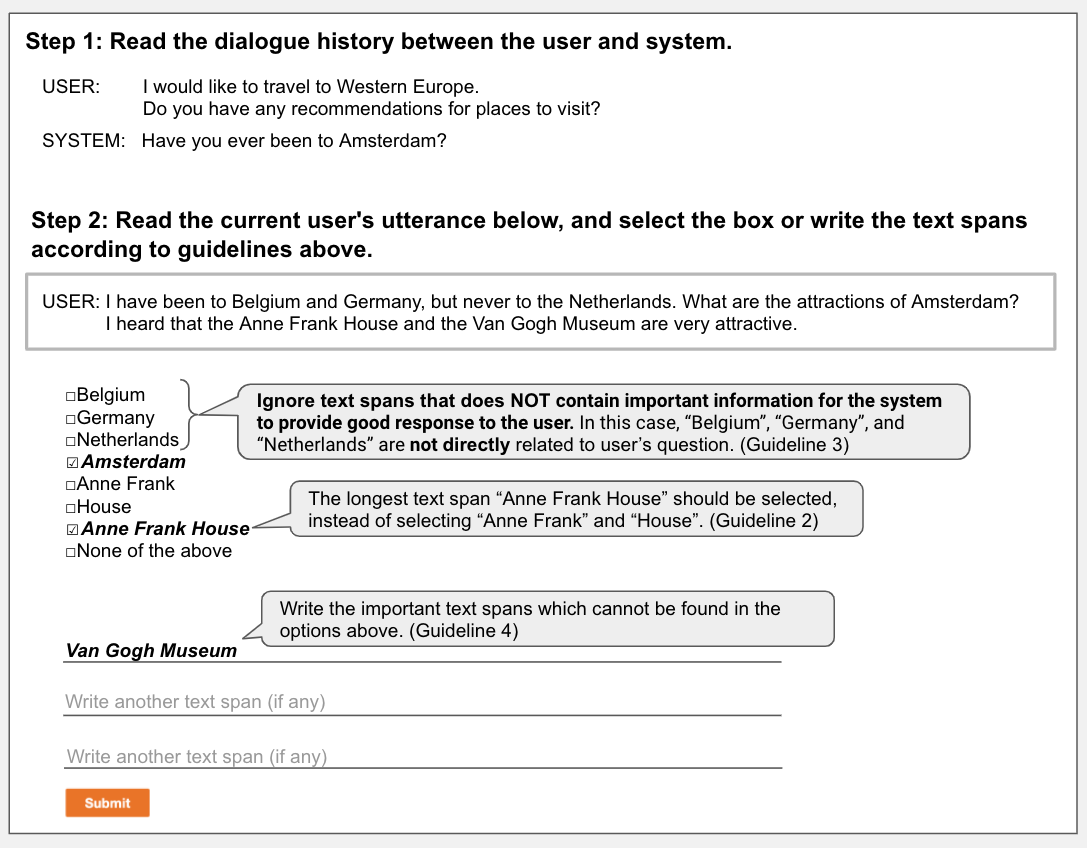 Step 1: Read the dialogue history between the user and system.
USER: I would like to travel to Western Europe.
Do you have any recommendations for places to visit?
SYSTEM: Have you ever been to Amsterdam?
Step 2: Read the current user's utterance below, and select the box or write the text spans
according to guidelines above.
USER: I have been to Belgium and Germany, but never to the Netherlands. What are the attractions of Amsterdam?
I heard that the Anne Frank House and the Van Gogh Museum are very attractive.
☐Belgium
☐Germany
☐Netherlands
☑Amsterdam
☐Anne Frank
☐House
☑Anne Frank House
☐None of the above
Ignore text spans that does NOT contain important information for the system
to provide good response to the user. In this case, “Belgium”, “Germany”, and
“Netherlands” are not directly related to user’s question. (Guideline 3)
The longest text span “Anne Frank House” should be selected,
instead of selecting “Anne Frank” and “House”. (Guideline 2)
Write the important text spans which cannot be found in the
options above. (Guideline 4)
Van Gogh Museum
Write another text span (if any)
Write another text span (if any)
Submit